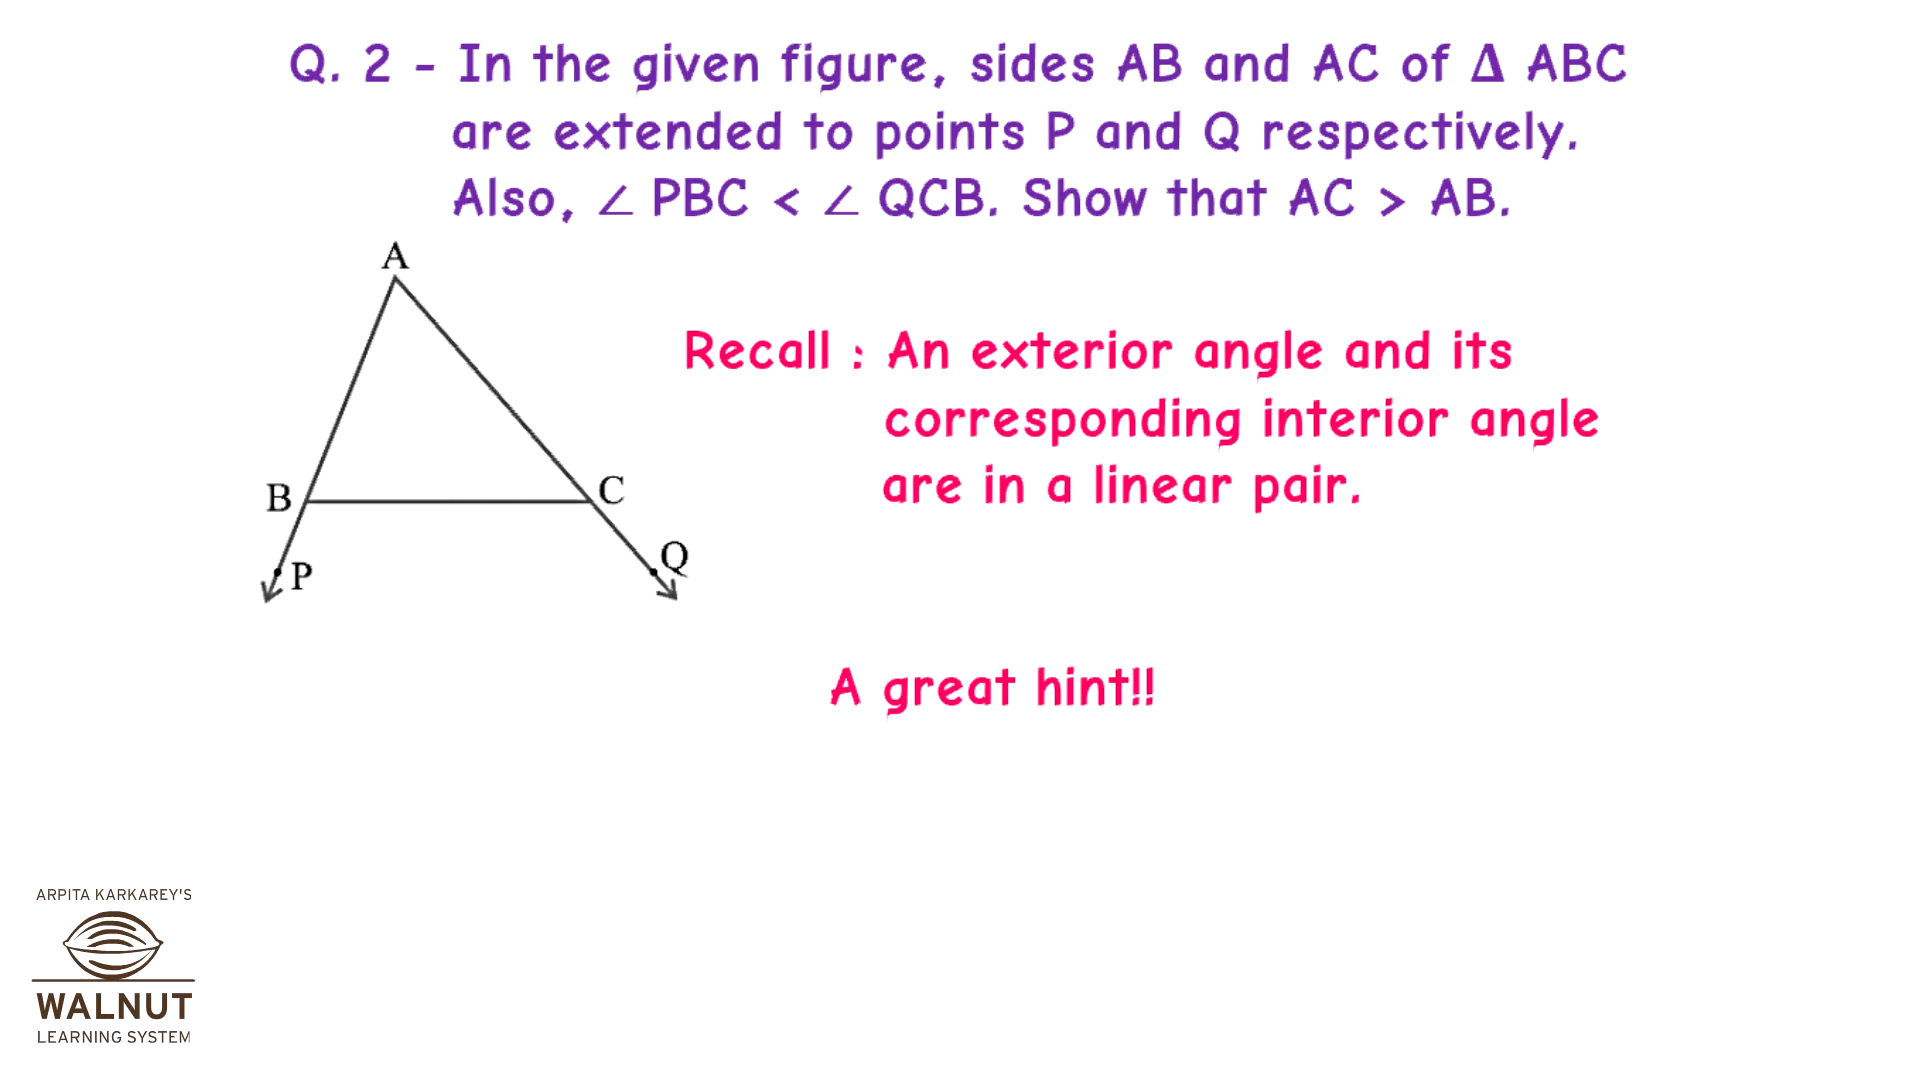 Q. 2 - In the given figure, sides AB and AC of Δ ABC
are extended to points P and Q respectively.
Also, ∠ PBC < ∠ QCB. Show that AC > AB.
A
Recall : An exterior angle and its
corresponding interior angle
are in a linear pair.
B
C
P
Q
A great hint!!
ARPITA KARKAREY'S
WALNUT
LEARNING SYSTEM